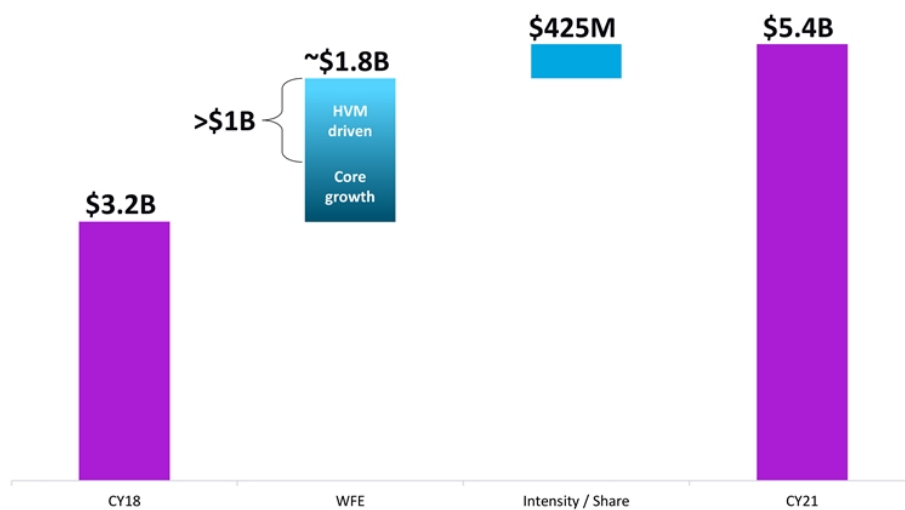 $3.2B
>$1B
~$1.8B
HVM
driven
Core
growth
$425M
$5.4B
CY18
WFE
Intensity / Share
CY21